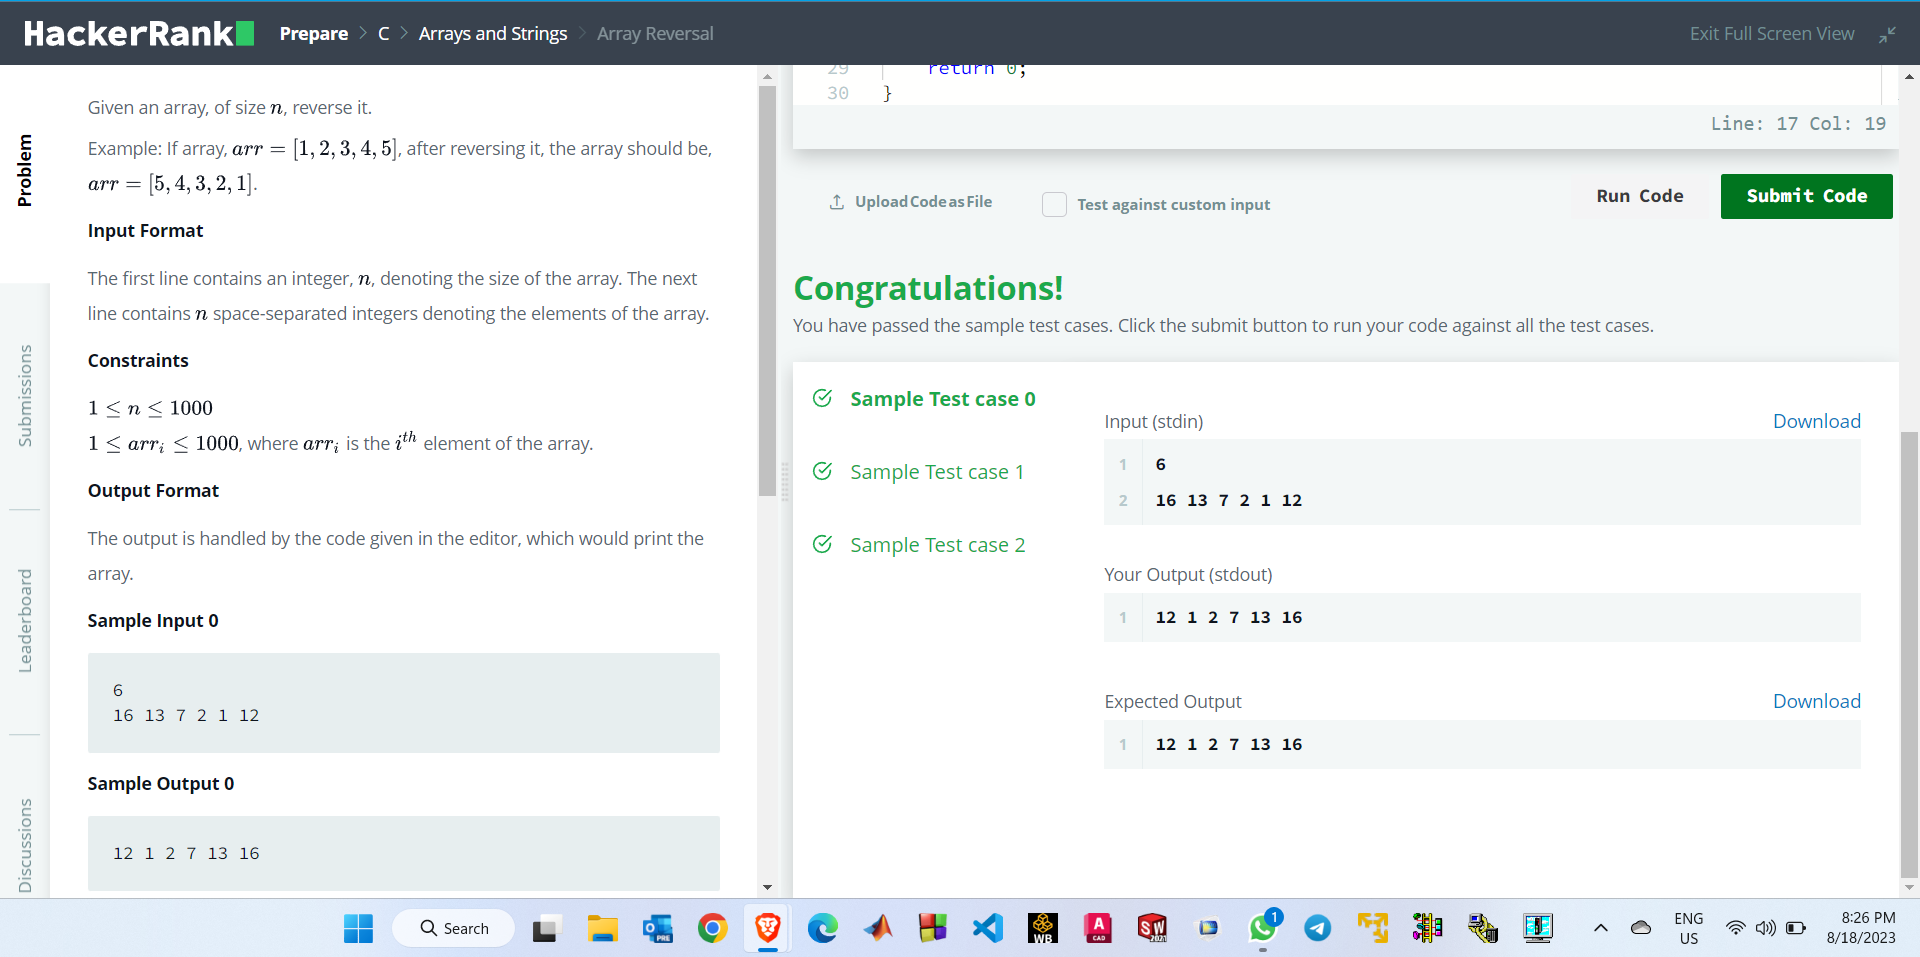 HackerRank
Prepare > C > Arrays and Strings > Array Reversal
Exit Full Screen View
Problem
Submissions
Leaderboard
Discussions
Given an array, of size n, reverse it.
Example: If array, arr = [1, 2, 3, 4, 5], after reversing it, the array should be,
arr = [5, 4, 3, 2, 1].
Input Format
The first line contains an integer, n, denoting the size of the array. The next
line contains n space-separated integers denoting the elements of the array.
Constraints
1 ≤ n ≤ 1000
1 ≤ arrᵢ ≤ 1000, where arrᵢ is the iᵗʰ element of the array.
Output Format
The output is handled by the code given in the editor, which would print the
array.
Sample Input 0
6
16 13 7 2 1 12
Sample Output 0
12 1 2 7 13 16
29 return 0;
30 }
Line: 17 Col: 19
Upload Code as File
Test against custom input
Run Code
Submit Code
Congratulations!
You have passed the sample test cases. Click the submit button to run your code against all the test cases.
Sample Test case 0
Sample Test case 1
Sample Test case 2
Input (stdin)
Download
1 6
2 16 13 7 2 1 12
Your Output (stdout)
1 12 1 2 7 13 16
Expected Output
Download
1 12 1 2 7 13 16
Search
PRE
WB
A
CAD
SW
2021
1
ENG
US
8:26 PM
8/18/2023